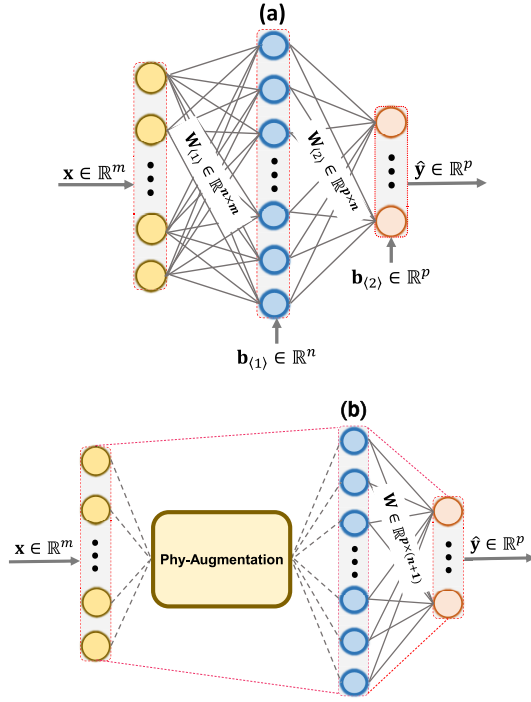 (a)
𝐱 ∈ ℝ^m
W⟨1⟩ ∈ ℝ^{n×m}
W⟨2⟩ ∈ ℝ^{p×n}
ŷ ∈ ℝ^p
b⟨2⟩ ∈ ℝ^p
b⟨1⟩ ∈ ℝ^n
(b)
𝐱 ∈ ℝ^m
Phy-Augmentation
W ∈ ℝ^{p×(n+1)}
ŷ ∈ ℝ^p